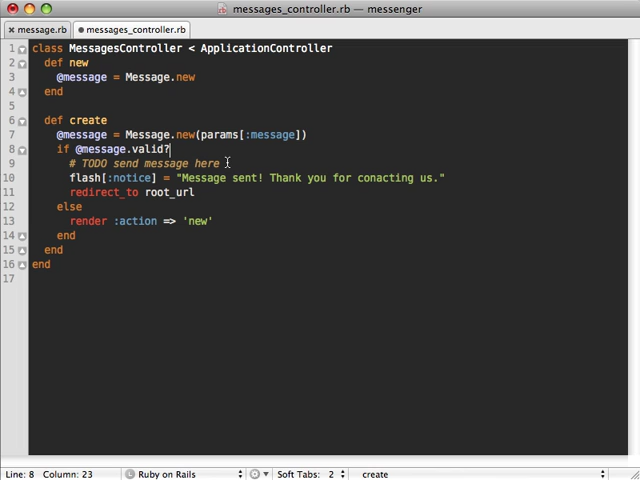 messages_controller.rb — messenger
message.rb messages_controller.rb
1 class MessagesController < ApplicationController
2 def new
3 @message = Message.new
4 end
5
6 def create
7 @message = Message.new(params[:message])
8 if @message.valid?
9 # TODO send message here
10 flash[:notice] = "Message sent! Thank you for conacting us."
11 redirect_to root_url
12 else
13 render :action => 'new'
14 end
15 end
16 end
17
Line: 8 Column: 23 Ruby on Rails Soft Tabs: 2 create